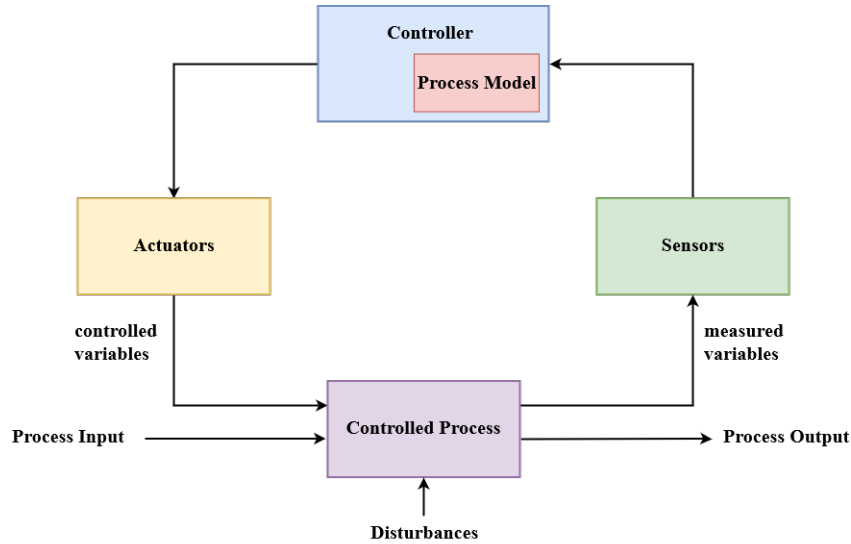 Controller
Process Model
Actuators
Sensors
controlled
variables
measured
variables
Process Input
Controlled Process
Process Output
Disturbances